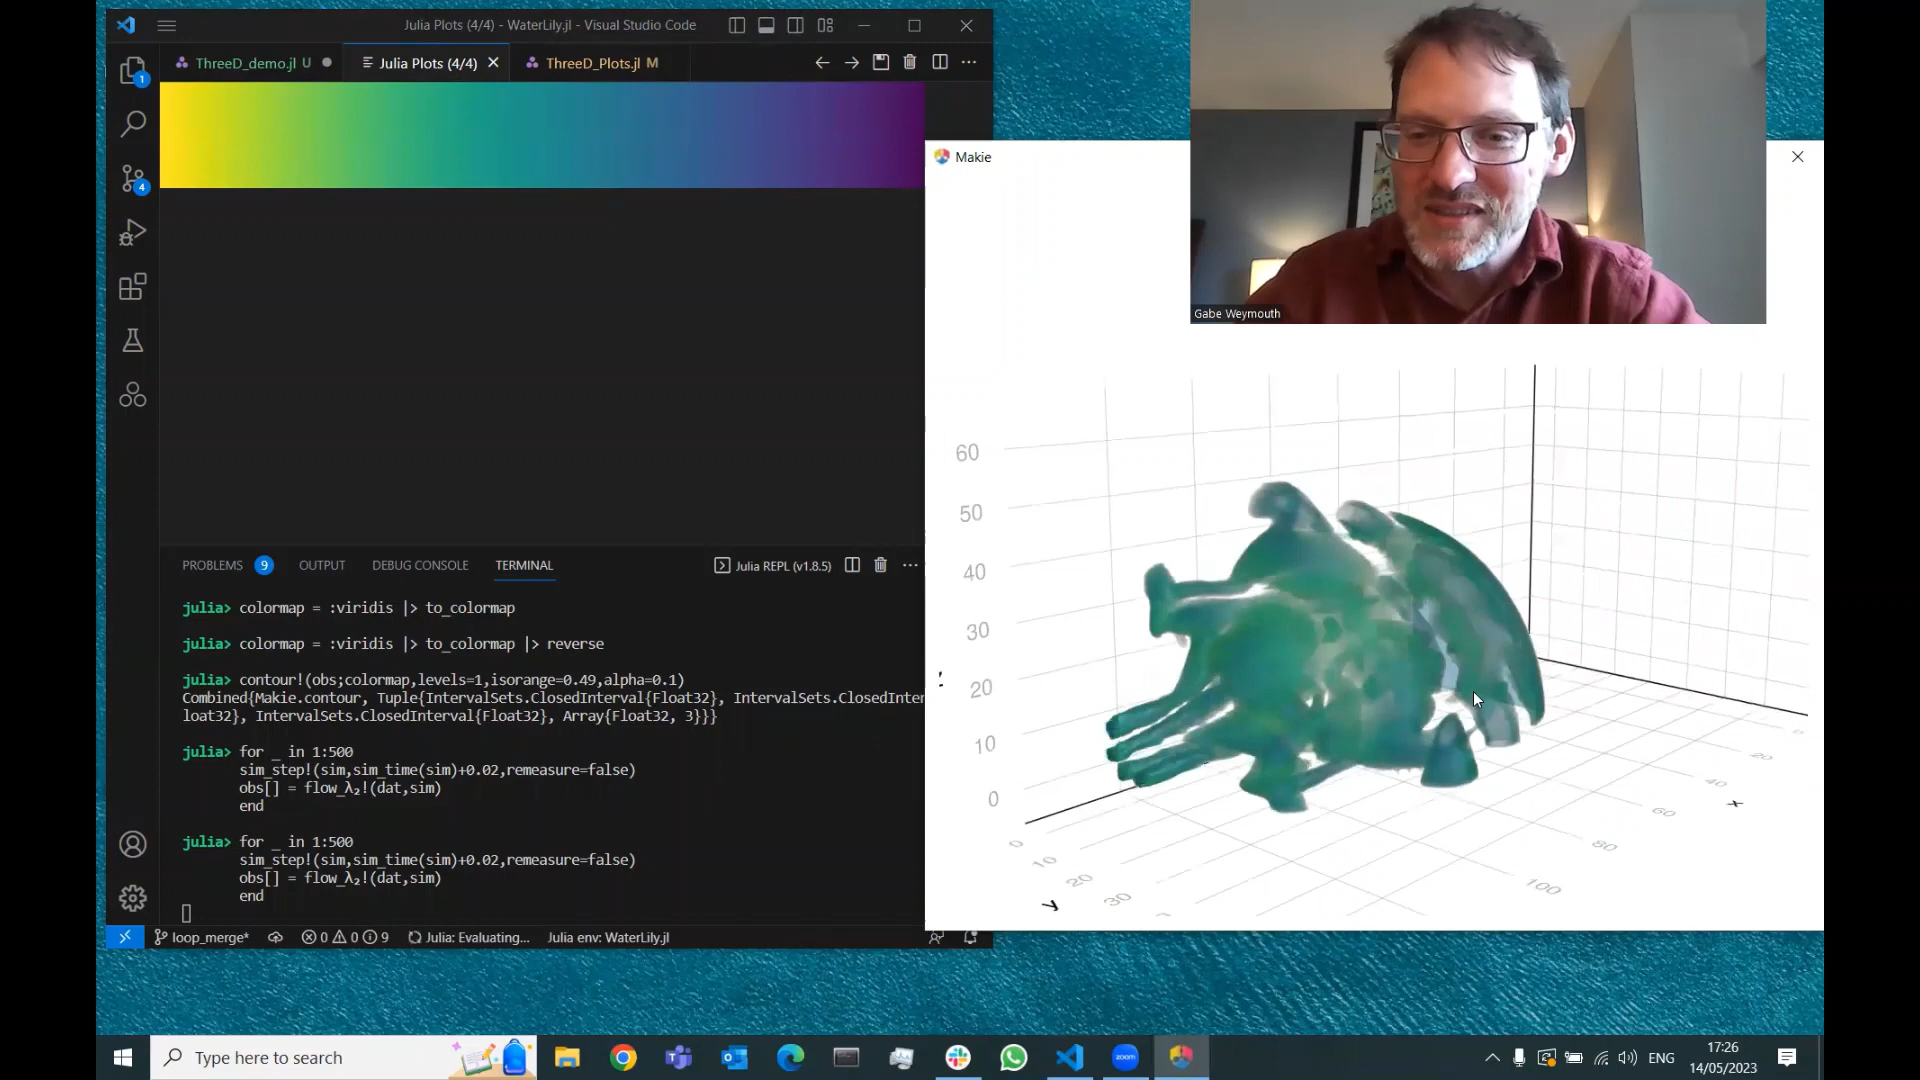 Julia Plots (4/4) - WaterLily.jl - Visual Studio Code
ThreeD_demo.jl U
Julia Plots (4/4)
ThreeD_Plots.jl M
1
4
PROBLEMS 9 OUTPUT DEBUG CONSOLE TERMINAL
Julia REPL (v1.8.5)
julia> colormap = :viridis |> to_colormap
julia> colormap = :viridis |> to_colormap |> reverse
julia> contour!(obs;colormap,levels=1,isorange=0.49,alpha=0.1)
Combined{Makie.contour, Tuple{IntervalSets.ClosedInterval{Float32}, IntervalSets.ClosedInter
loat32}, IntervalSets.ClosedInterval{Float32}, Array{Float32, 3}}}
julia> for _ in 1:500
sim_step!(sim,sim_time(sim)+0.02,remeasure=false)
obs[] = flow_λ₂!(dat,sim)
end
julia> for _ in 1:500
sim_step!(sim,sim_time(sim)+0.02,remeasure=false)
obs[] = flow_λ₂!(dat,sim)
end
loop_merge* 0 0 9 Julia: Evaluating... Julia env: WaterLily.jl
Makie
Gabe Weymouth
60
50
40
30
20
10
0
0
10
20
30
y
100
80
60
40
20
x
Type here to search
zoom
ENG
17:26
14/05/2023